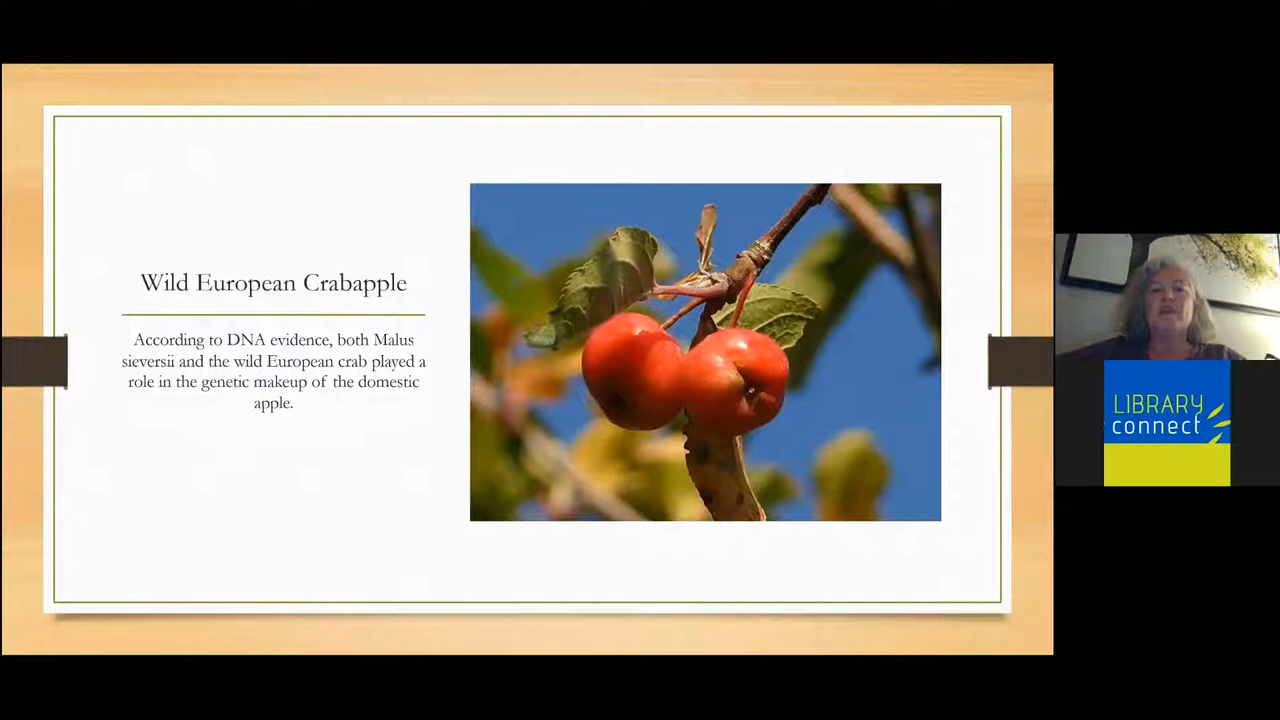 Wild European Crabapple
According to DNA evidence, both Malus
sieversii and the wild European crab played a
role in the genetic makeup of the domestic
apple.
LIBRARY
connect